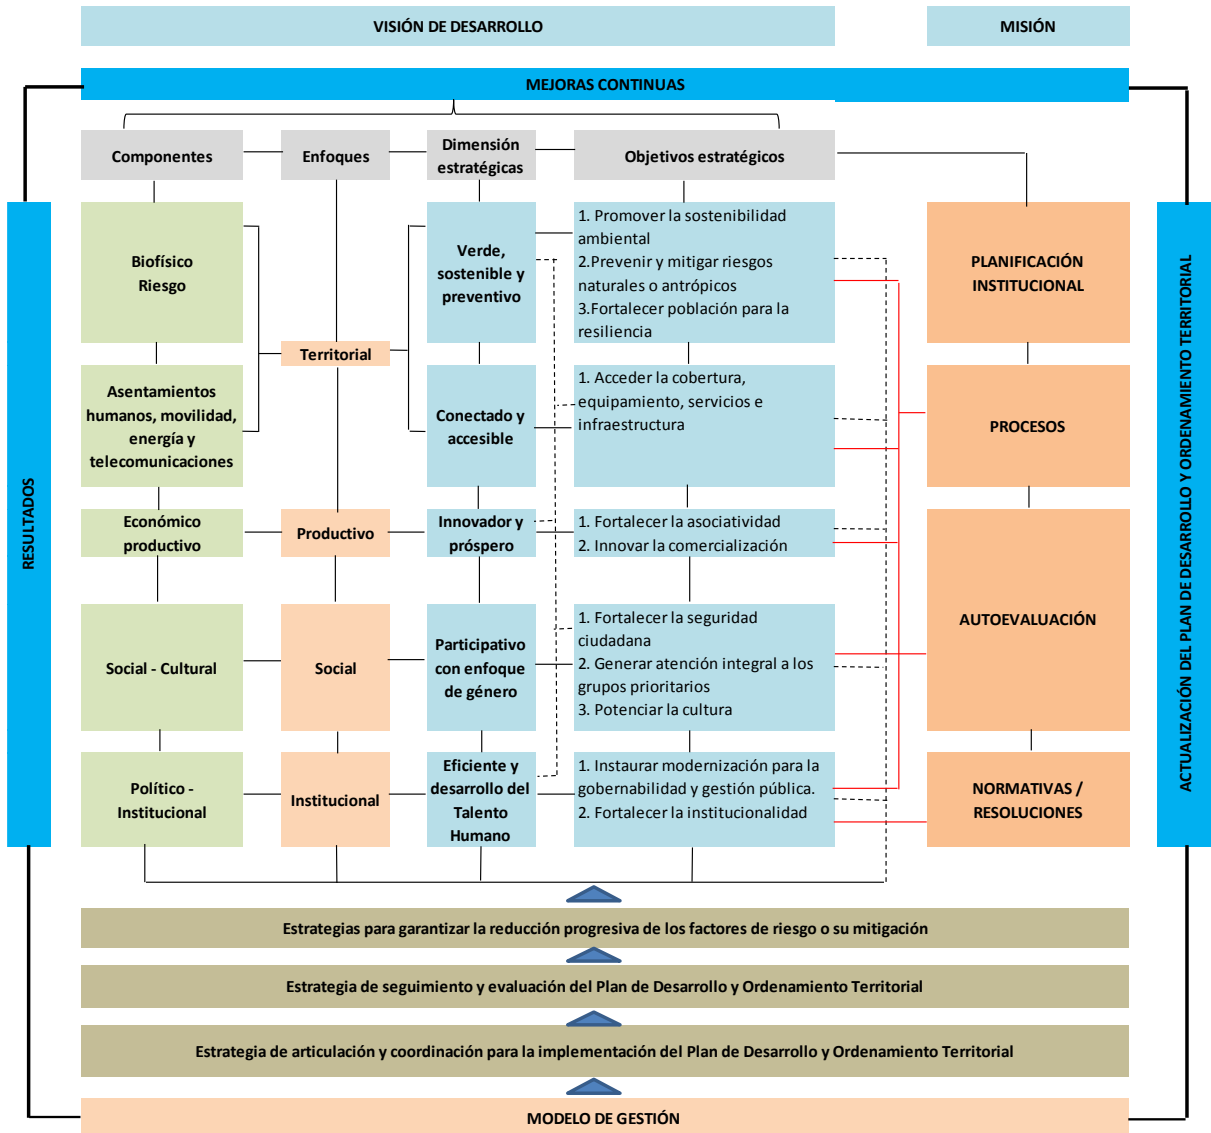 VISIÓN DE DESARROLLO
MISIÓN
MEJORAS CONTINUAS
Componentes
Enfoques
Dimensión
estratégicas
Objetivos estratégicos
RESULTADOS
Biofísico
Riesgo
Asentamientos
humanos, movilidad,
energía y
telecomunicaciones
Económico
productivo
Social - Cultural
Político -
Institucional
Territorial
Productivo
Social
Institucional
Verde,
sostenible y
preventivo
Conectado y
accesible
Innovador y
próspero
Participativo
con enfoque
de género
Eficiente y
desarrollo del
Talento
Humano
1. Promover la sostenibilidad
ambiental
2.Prevenir y mitigar riesgos
naturales o antrópicos
3.Fortalecer población para la
resiliencia
1. Acceder la cobertura,
equipamiento, servicios e
infraestructura
1. Fortalecer la asociatividad
2. Innovar la comercialización
1. Fortalecer la seguridad
ciudadana
2. Generar atención integral a los
grupos prioritarios
3. Potenciar la cultura
1. Instaurar modernización para la
gobernabilidad y gestión pública.
2. Fortalecer la institucionalidad
PLANIFICACIÓN
INSTITUCIONAL
PROCESOS
AUTOEVALUACIÓN
NORMATIVAS /
RESOLUCIONES
ACTUALIZACIÓN DEL PLAN DE DESARROLLO Y ORDENAMIENTO TERRITORIAL
Estrategias para garantizar la reducción progresiva de los factores de riesgo o su mitigación
Estrategia de seguimiento y evaluación del Plan de Desarrollo y Ordenamiento Territorial
Estrategia de articulación y coordinación para la implementación del Plan de Desarrollo y Ordenamiento Territorial
MODELO DE GESTIÓN